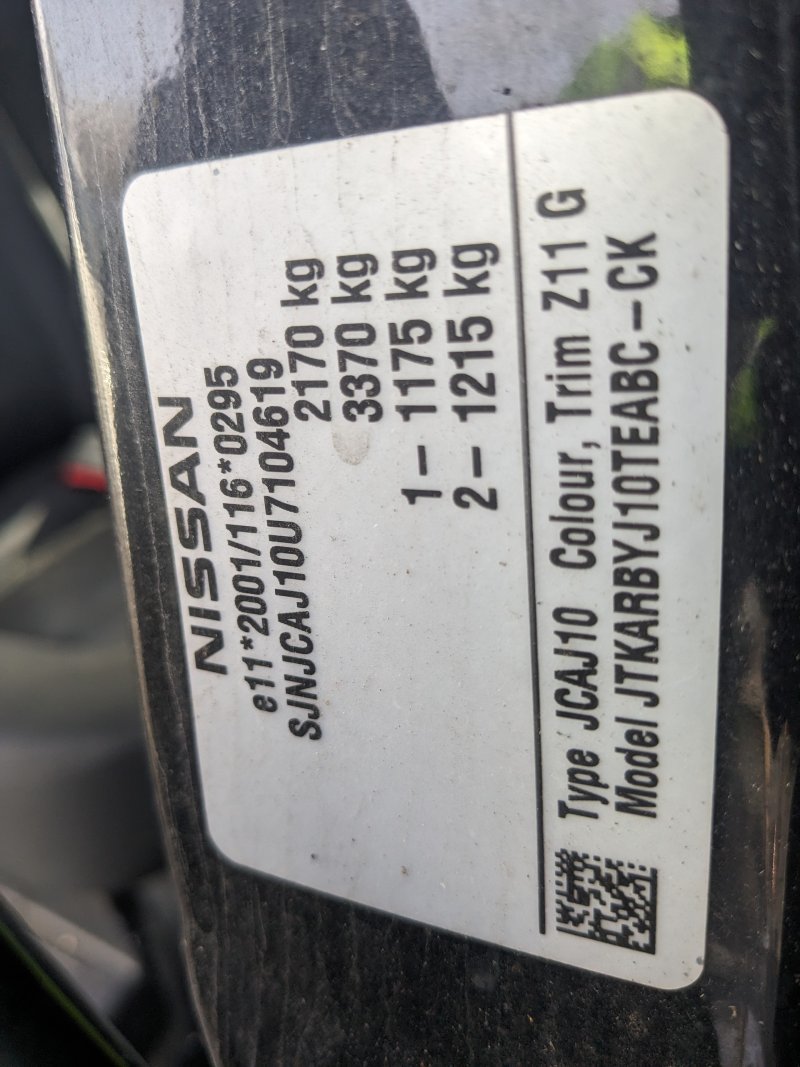 NISSAN
e11*2001/116*0295
SJNJCAJ10U7104619
2170 kg
3370 kg
1– 1175 kg
2– 1215 kg
Type JCAJ10 Colour, Trim Z11 G
Model JTKARBYJ10TEABC–CK